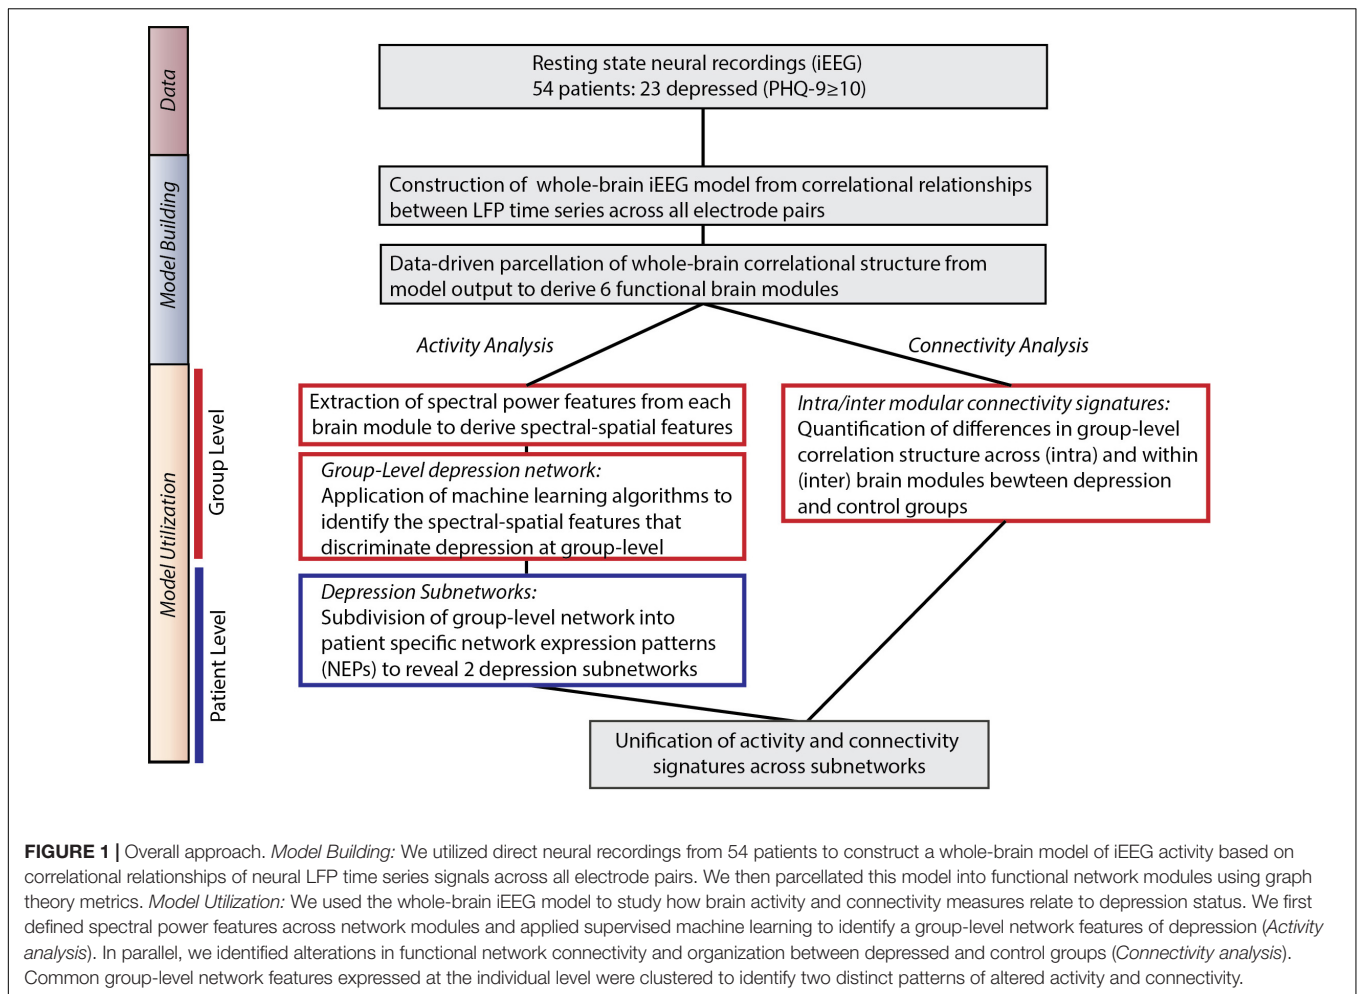 Data
Resting state neural recordings (iEEG)
54 patients: 23 depressed (PHQ-9≥10)
Model Building
Construction of whole-brain iEEG model from correlational relationships
between LFP time series across all electrode pairs
Data-driven parcellation of whole-brain correlational structure from
model output to derive 6 functional brain modules
Activity Analysis
Connectivity Analysis
Model Utilization
Group Level
Extraction of spectral power features from each
brain module to derive spectral-spatial features
Group-Level depression network:
Application of machine learning algorithms to
identify the spectral-spatial features that
discriminate depression at group-level
Intra/inter modular connectivity signatures:
Quantification of differences in group-level
correlation structure across (intra) and within
(inter) brain modules bewteen depression
and control groups
Patient Level
Depression Subnetworks:
Subdivision of group-level network into
patient specific network expression patterns
(NEPs) to reveal 2 depression subnetworks
Unification of activity and connectivity
signatures across subnetworks
FIGURE 1 | Overall approach. Model Building: We utilized direct neural recordings from 54 patients to construct a whole-brain model of iEEG activity based on
correlational relationships of neural LFP time series signals across all electrode pairs. We then parcellated this model into functional network modules using graph
theory metrics. Model Utilization: We used the whole-brain iEEG model to study how brain activity and connectivity measures relate to depression status. We first
defined spectral power features across network modules and applied supervised machine learning to identify a group-level network features of depression (Activity
analysis). In parallel, we identified alterations in functional network connectivity and organization between depressed and control groups (Connectivity analysis).
Common group-level network features expressed at the individual level were clustered to identify two distinct patterns of altered activity and connectivity.